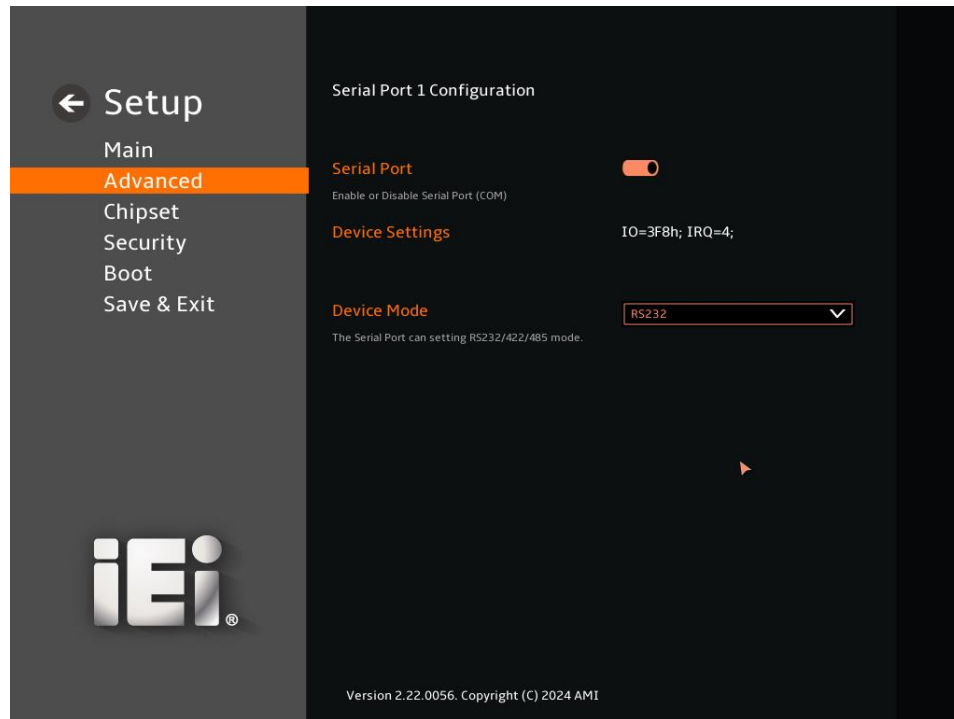 Setup
Main
Advanced
Chipset
Security
Boot
Save & Exit
iEi®
Serial Port 1 Configuration
Serial Port
Enable or Disable Serial Port (COM)
Device Settings IO=3F8h; IRQ=4;
Device Mode RS232
The Serial Port can setting RS232/422/485 mode.
Version 2.22.0056. Copyright (C) 2024 AMI